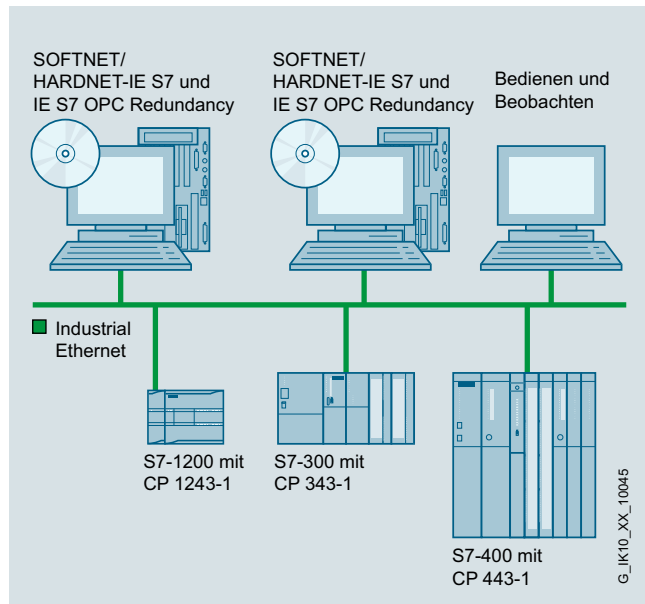 SOFTNET/
HARDNET-IE S7 und
IE S7 OPC Redundancy
SOFTNET/
HARDNET-IE S7 und
IE S7 OPC Redundancy
Bedienen und
Beobachten
Industrial
Ethernet
S7-1200 mit
CP 1243-1
S7-300 mit
CP 343-1
S7-400 mit
CP 443-1
G_IK10_XX_10045